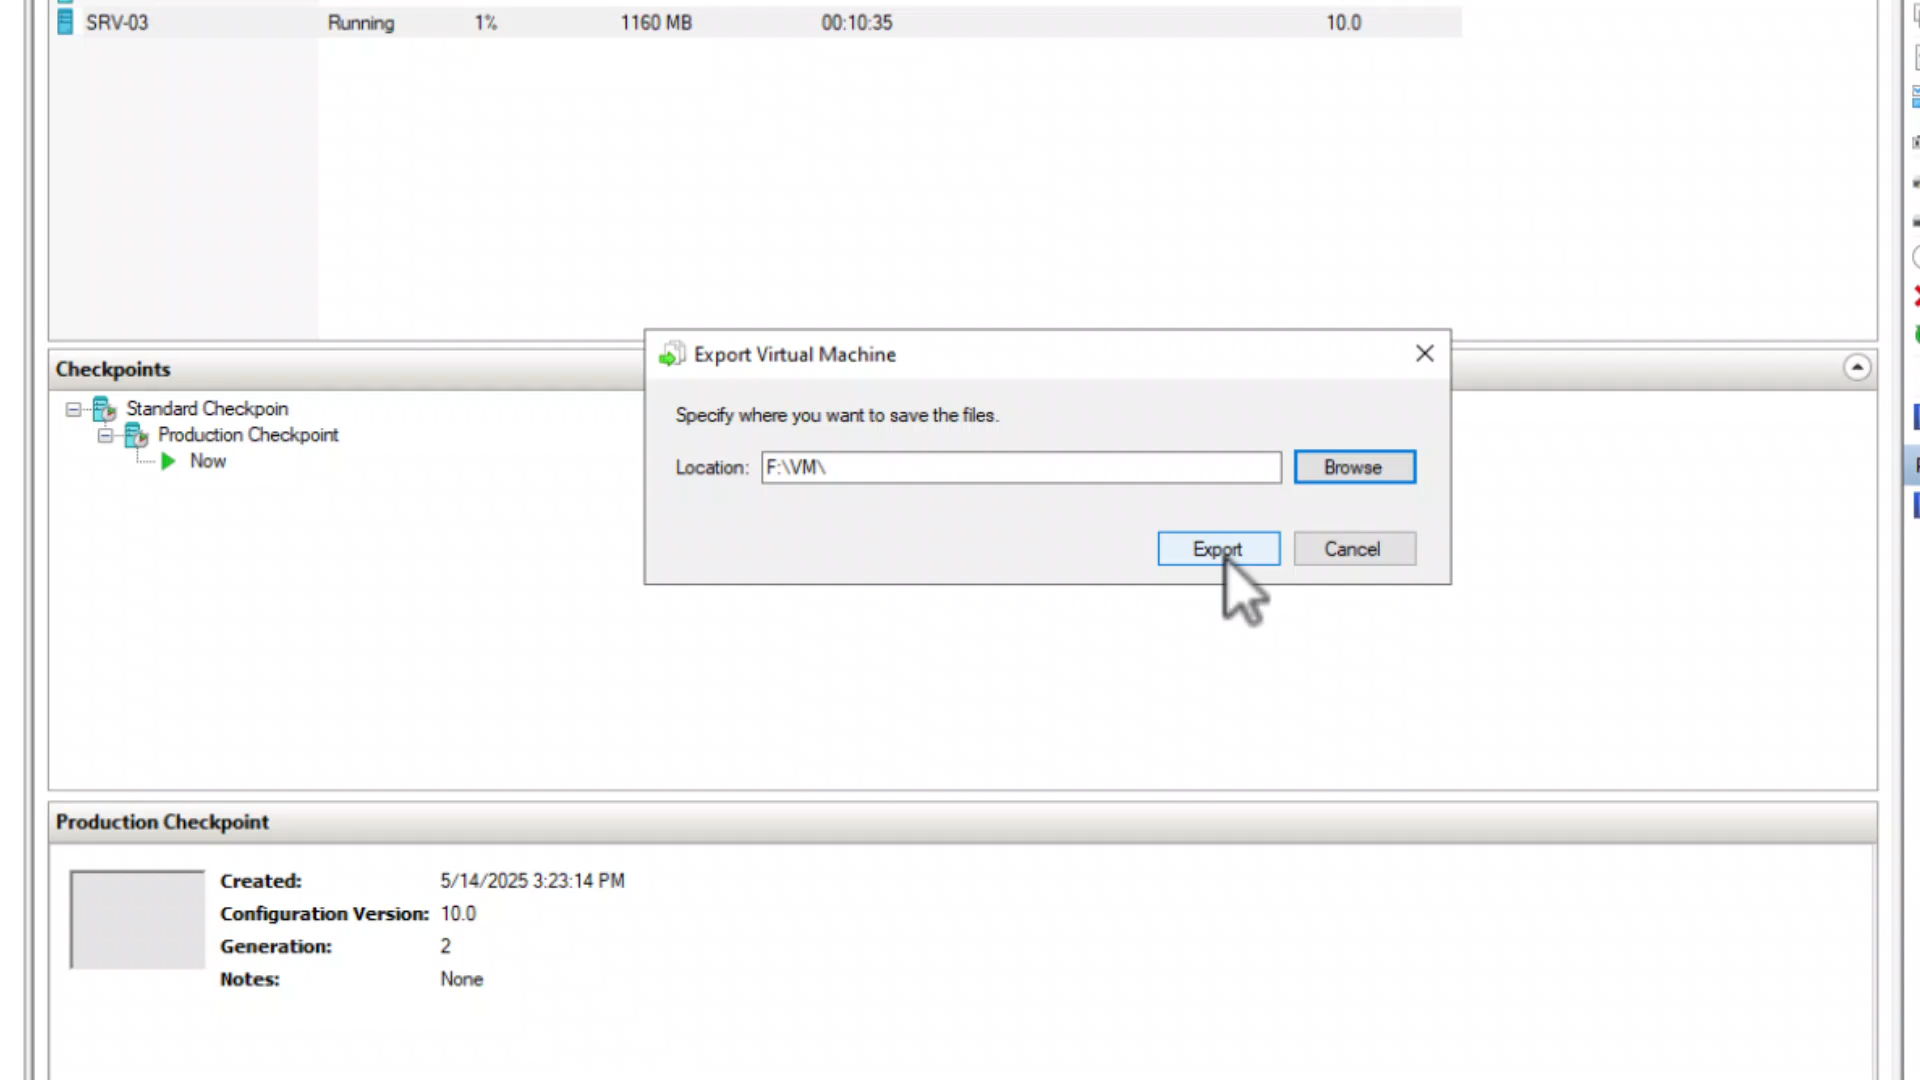 SRV-03 Running 1% 1160 MB 00:10:35 10.0
Checkpoints
Standard Checkpoin
Production Checkpoint
Now
Export Virtual Machine
Specify where you want to save the files.
Location: F:\VM\ Browse
Export Cancel
Production Checkpoint
Created: 5/14/2025 3:23:14 PM
Configuration Version: 10.0
Generation: 2
Notes: None